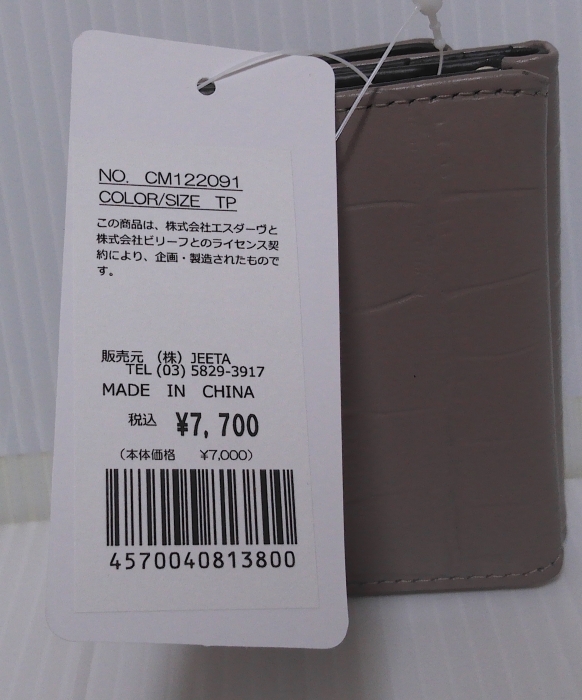 NO. CM122091
COLOR/SIZE TP
この商品は、株式会社エスダーヴと
株式会社ビリーフとのライセンス契
約により、企画・製造されたもので
す。
販売元 (株) JEETA
TEL (03) 5829-3917
MADE IN CHINA
税込 ¥7,700
(本体価格 ¥7,000)
4570040813800